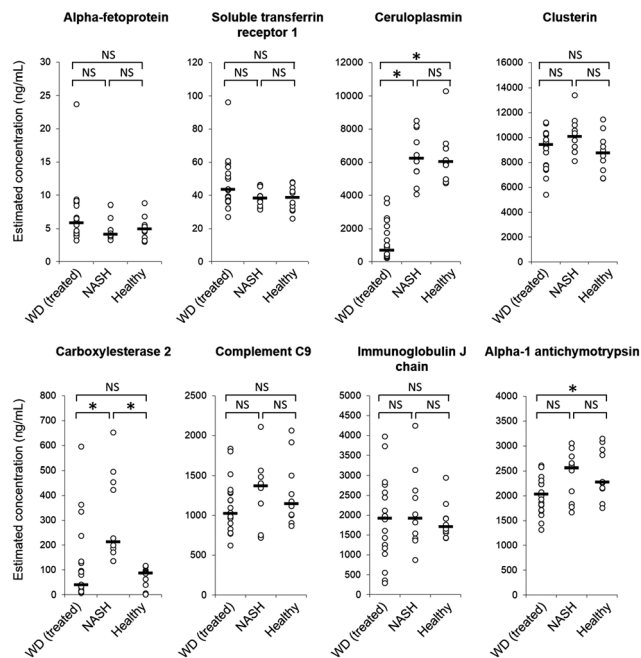 Alpha-fetoprotein
NS
NS NS
Estimated concentration (ng/mL)
30
25
20
15
10
5
0
WD (treated)
NASH
Healthy
Soluble transferrin
receptor 1
NS
NS NS
120
100
80
60
40
20
0
WD (treated)
NASH
Healthy
Ceruloplasmin
*
* NS
12000
10000
8000
6000
4000
2000
0
WD (treated)
NASH
Healthy
Clusterin
NS
NS NS
16000
14000
12000
10000
8000
6000
4000
2000
0
WD (treated)
NASH
Healthy
Carboxylesterase 2
NS
* *
Estimated concentration (ng/mL)
800
700
600
500
400
300
200
100
0
WD (treated)
NASH
Healthy
Complement C9
NS
NS NS
2500
2000
1500
1000
500
0
WD (treated)
NASH
Healthy
Immunoglobulin J
chain
NS
NS NS
5000
4500
4000
3500
3000
2500
2000
1500
1000
500
0
WD (treated)
NASH
Healthy
Alpha-1 antichymotrypsin
*
NS NS
4000
3500
3000
2500
2000
1500
1000
500
0
WD (treated)
NASH
Healthy